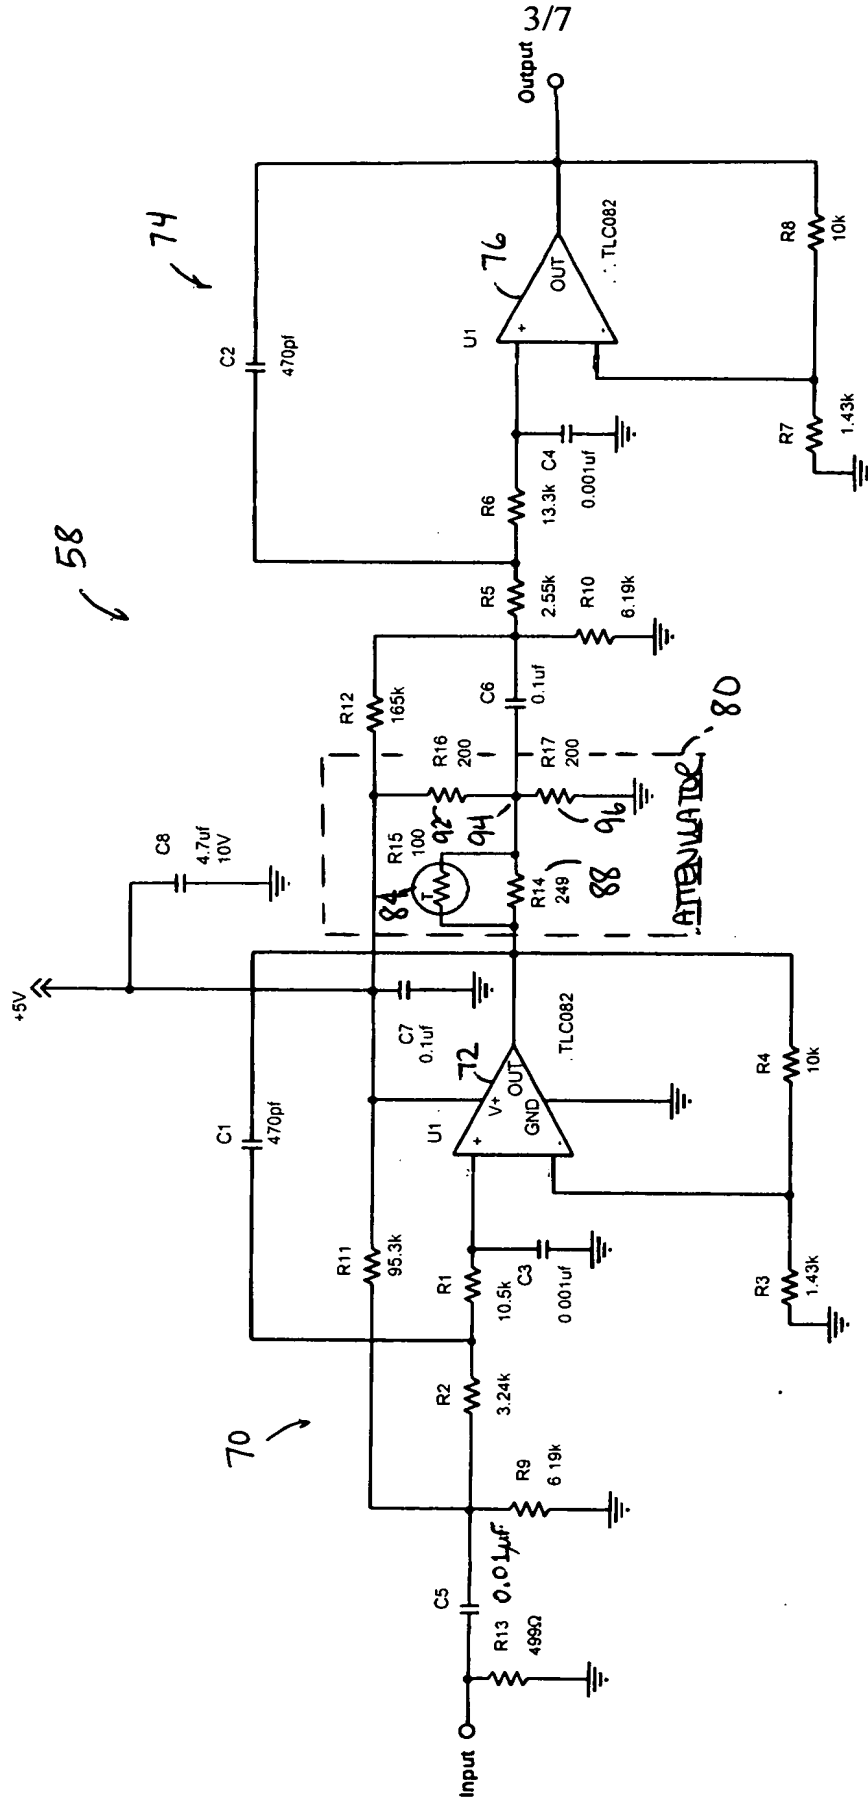 3/7
Output
74
C2
470pf
76
OUT
TLC082
U1
+
-
R8
10k
R7
1.43k
58
R6
13.3k
C4
0.001uf
R5
2.55k
R10
6.19k
R12
165k
C6
0.1uf
80
ATTENUATOR
R16
200
R17
200
92
94
96
R15
100
84
T
R14
249
88
C8
4.7uf
10V
+5V
C7
0.1uf
72
V+
OUT
GND
TLC082
U1
+
-
C1
470pf
R4
10k
R11
95.3k
R1
10.5k
C3
0 001uf
R3
1.43k
R2
3.24k
70
R9
6 19k
C5
0.01µF
R13
499Ω
Input